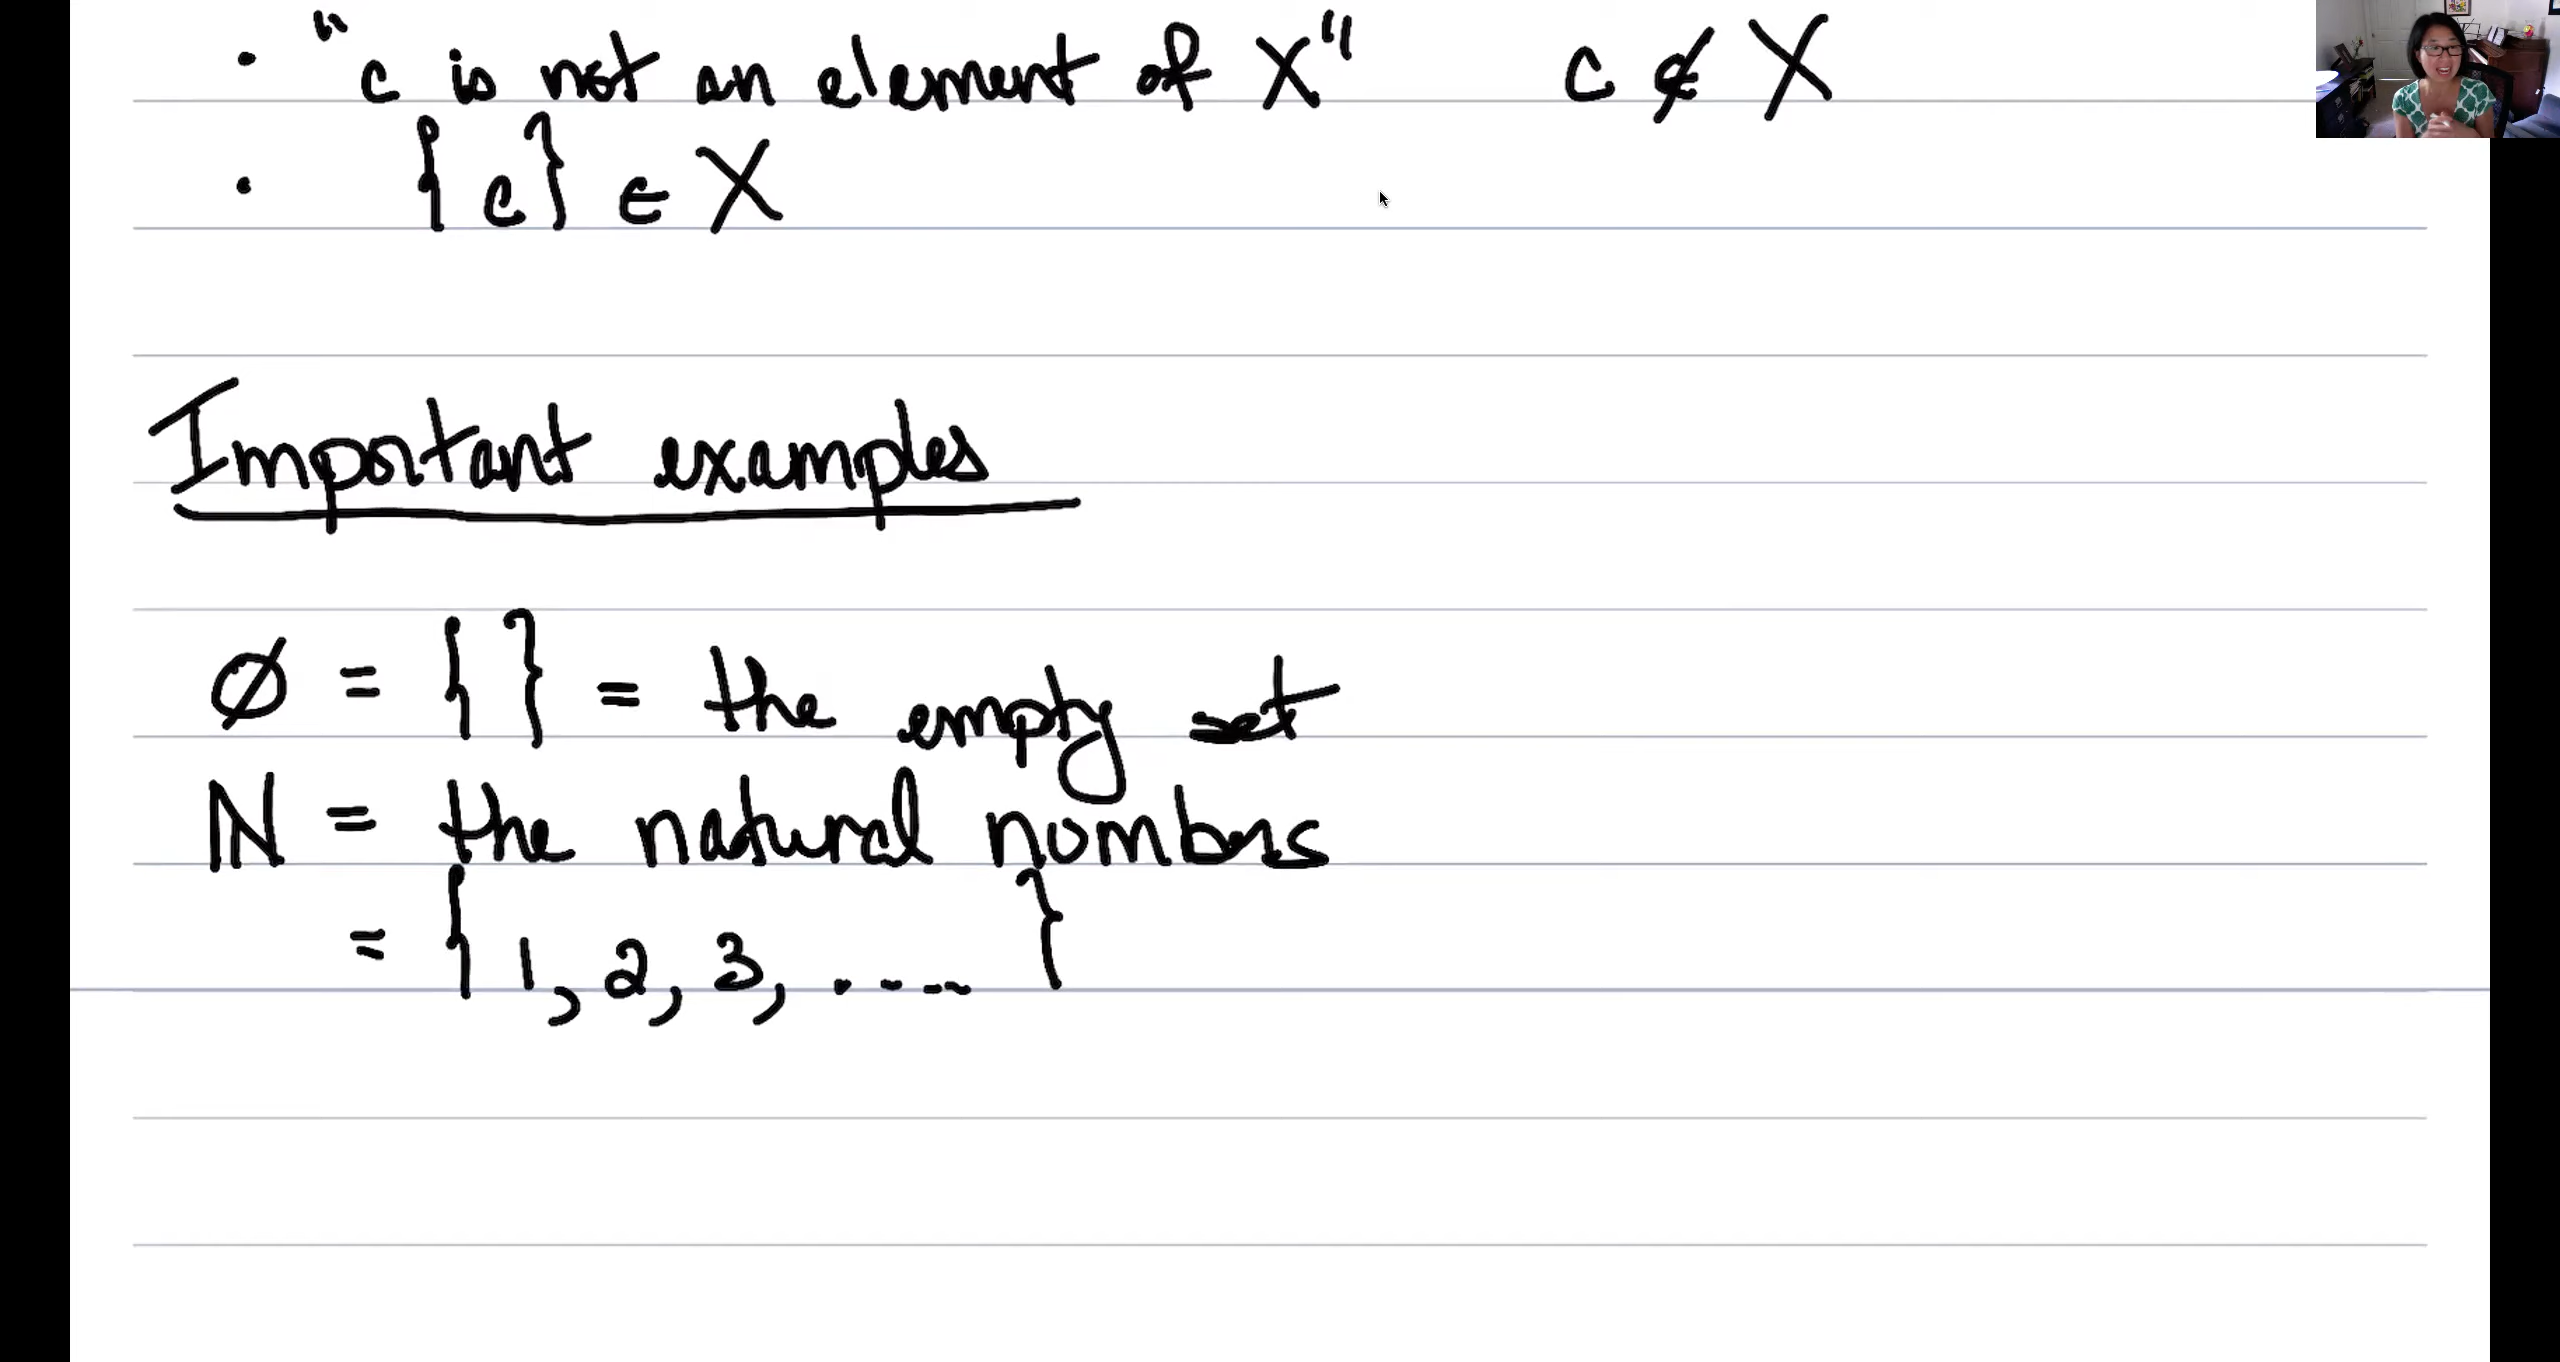 • "c is not an element of X" c ∉ X
• {c} ∈ X
Important examples
∅ = { } = the empty set
ℕ = the natural numbers
= {1, 2, 3, ..... }